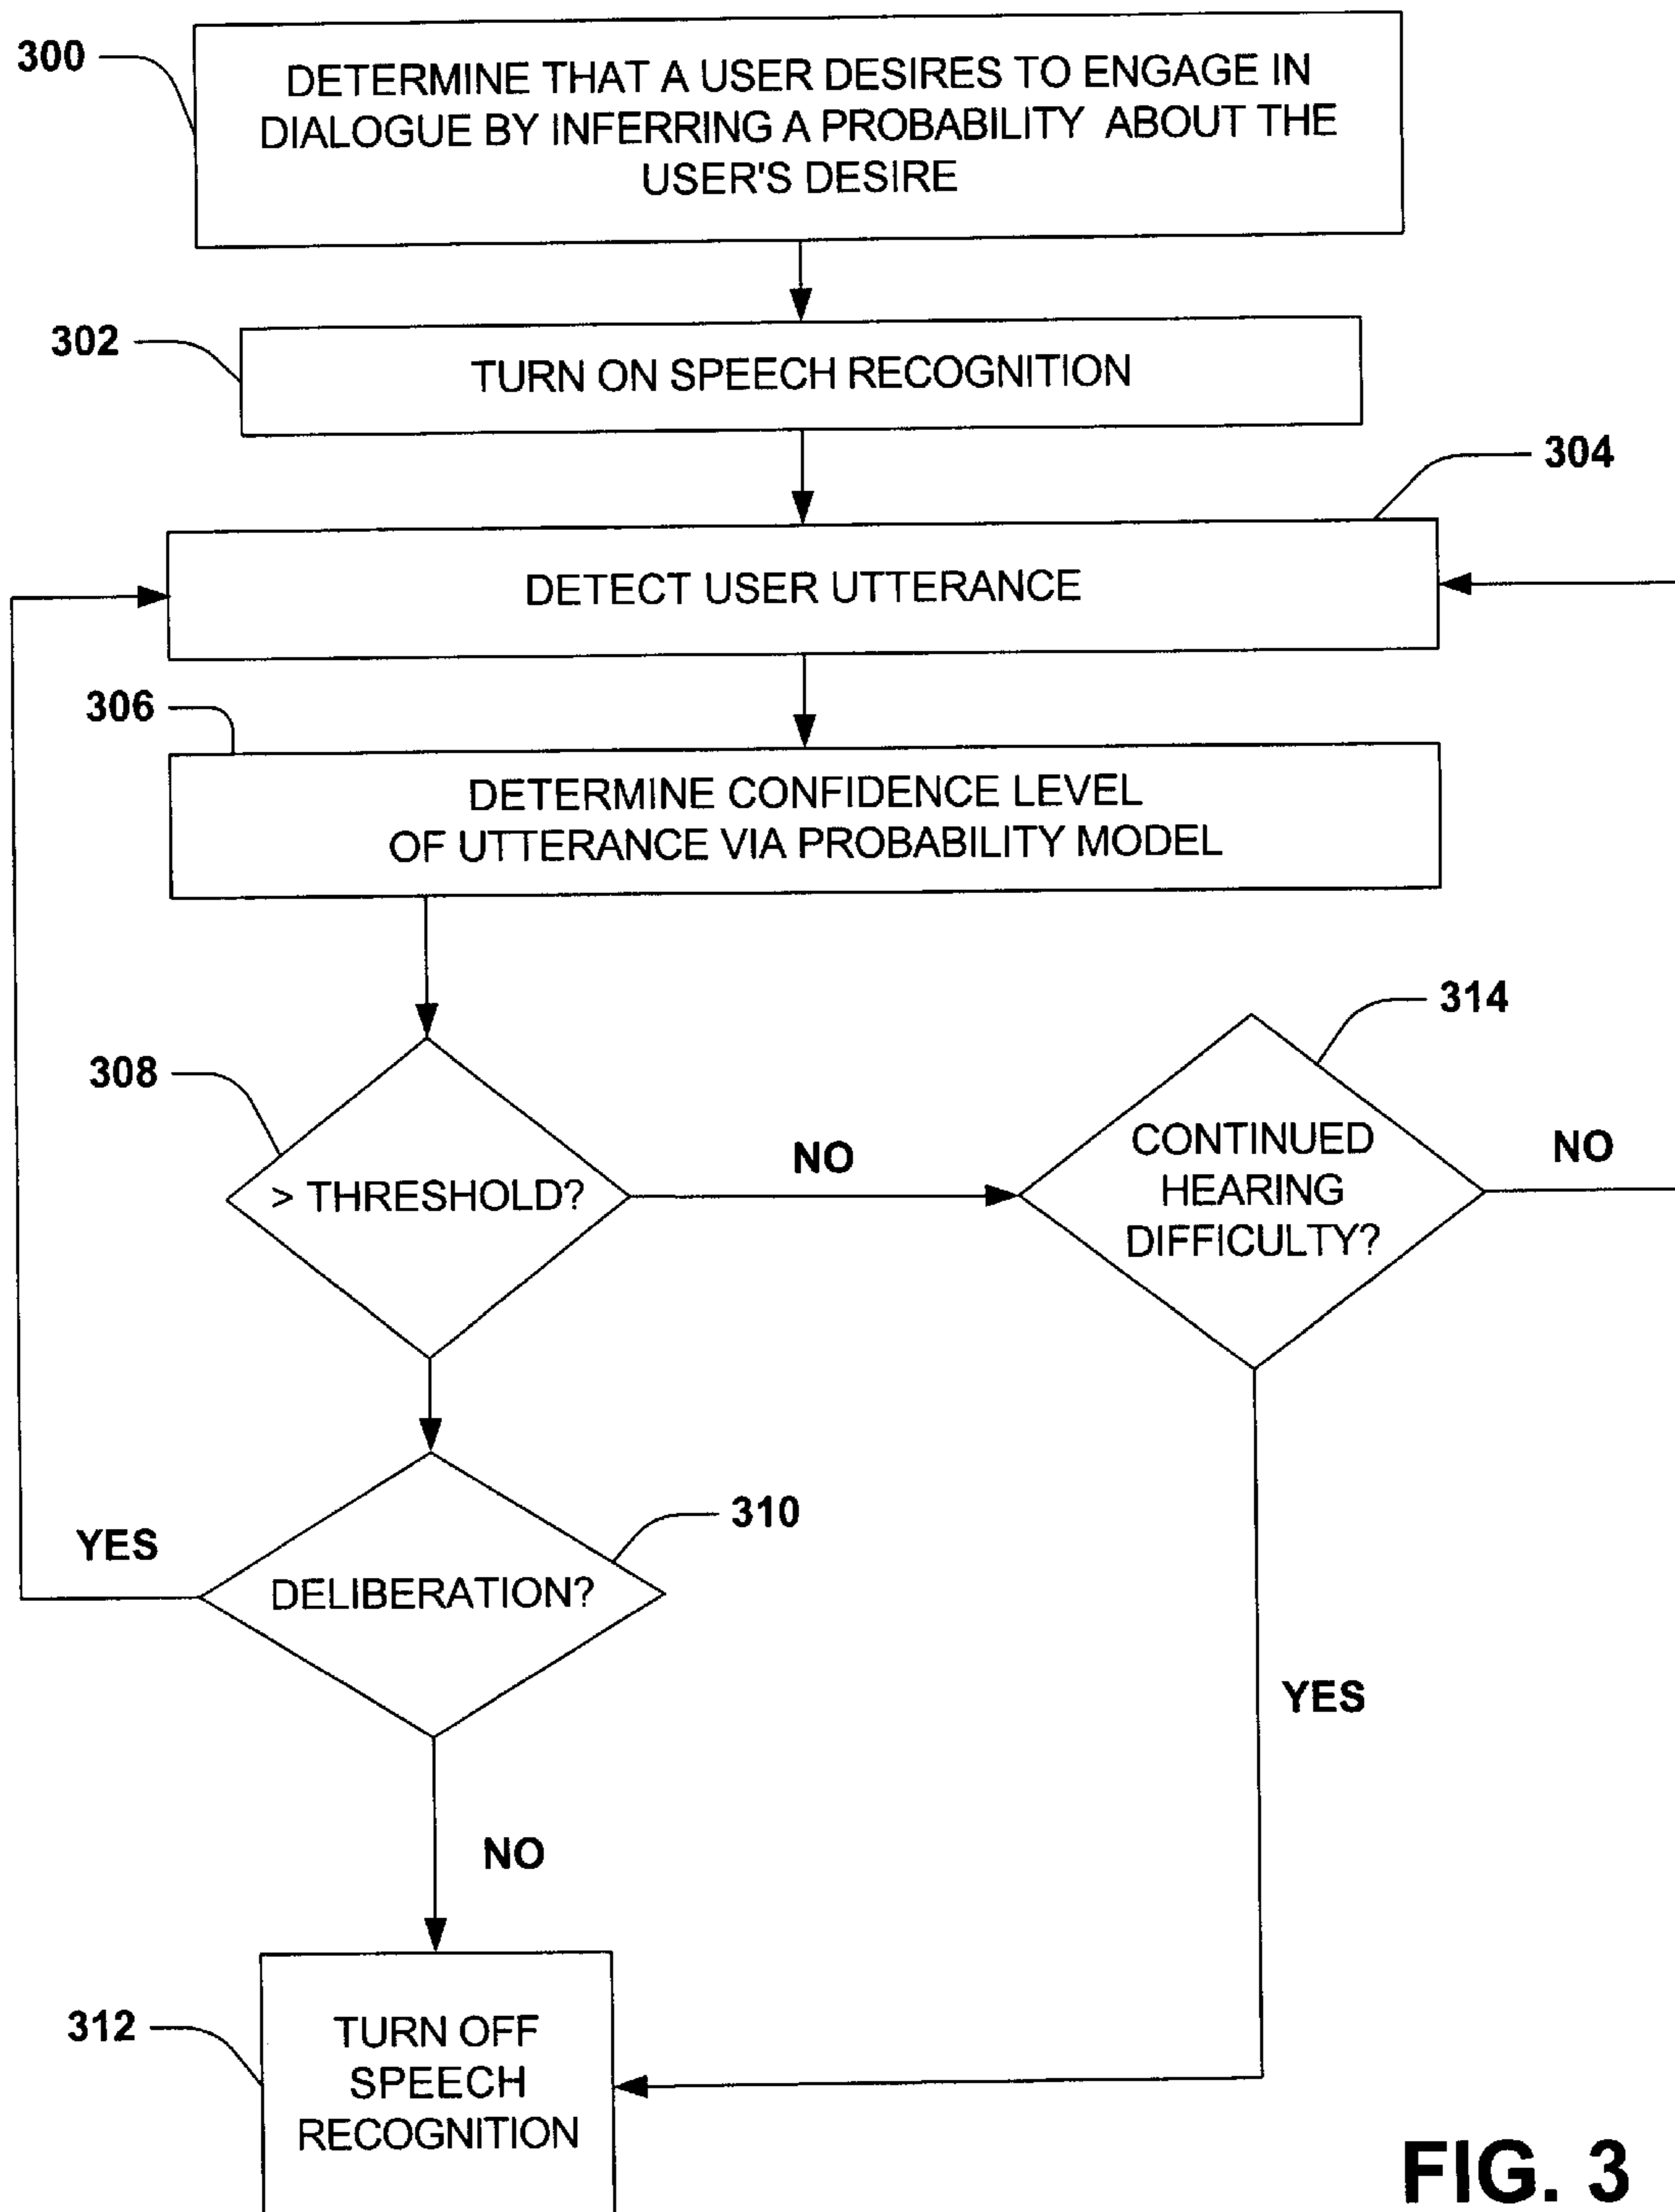 300
DETERMINE THAT A USER DESIRES TO ENGAGE IN
DIALOGUE BY INFERRING A PROBABILITY ABOUT THE
USER'S DESIRE
302
TURN ON SPEECH RECOGNITION
304
DETECT USER UTTERANCE
306
DETERMINE CONFIDENCE LEVEL
OF UTTERANCE VIA PROBABILITY MODEL
308
> THRESHOLD?
NO
314
CONTINUED
HEARING
DIFFICULTY?
NO
310
DELIBERATION?
YES
NO
YES
312
TURN OFF
SPEECH
RECOGNITION
FIG. 3